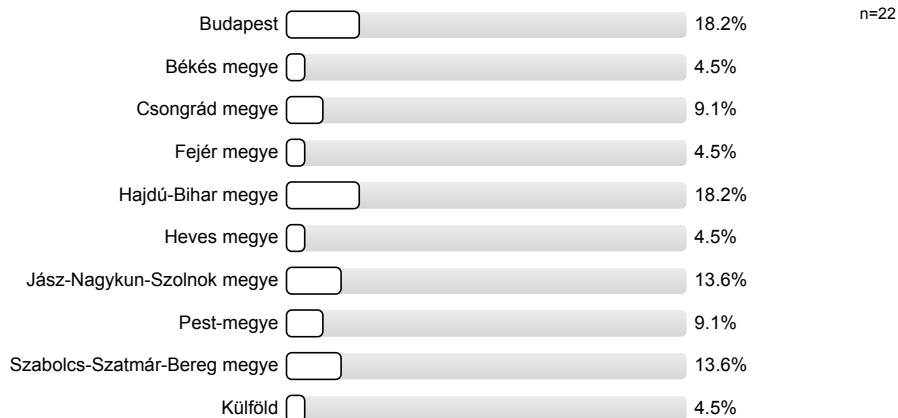 n=22
Budapest 18.2%
Békés megye 4.5%
Csongrád megye 9.1%
Fejér megye 4.5%
Hajdú-Bihar megye 18.2%
Heves megye 4.5%
Jász-Nagykun-Szolnok megye 13.6%
Pest-megye 9.1%
Szabolcs-Szatmár-Bereg megye 13.6%
Külföld 4.5%